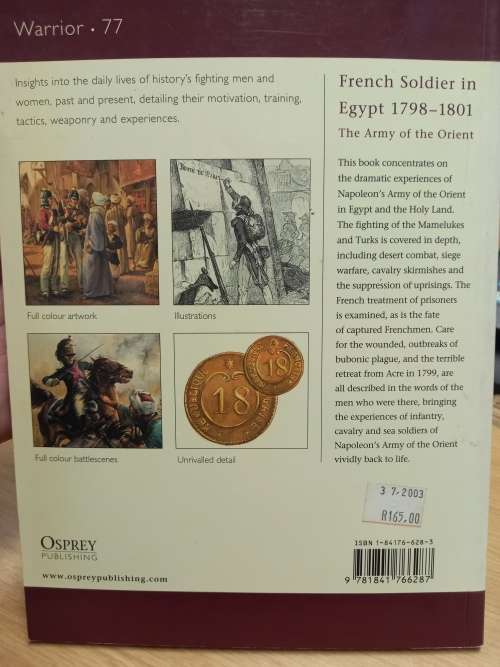 Warrior • 77
Insights into the daily lives of history's fighting men and
women, past and present, detailing their motivation, training,
tactics, weaponry and experiences.
Full colour artwork
Illustrations
18
18
Full colour battlescenes
Unrivalled detail
French Soldier in
Egypt 1798–1801
The Army of the Orient
This book concentrates on
the dramatic experiences of
Napoleon's Army of the Orient
in Egypt and the Holy Land.
The fighting of the Mamelukes
and Turks is covered in depth,
including desert combat, siege
warfare, cavalry skirmishes and
the suppression of uprisings. The
French treatment of prisoners
is examined, as is the fate
of captured Frenchmen. Care
for the wounded, outbreaks of
bubonic plague, and the terrible
retreat from Acre in 1799, are
all described in the words of the
men who were there, bringing
the experiences of infantry,
cavalry and sea soldiers of
Napoleon's Army of the Orient
vividly back to life.
3 7-2003
R165,00
OSPREY
PUBLISHING
www.ospreypublishing.com
ISBN 1-84176-628-3
9 781841 766287